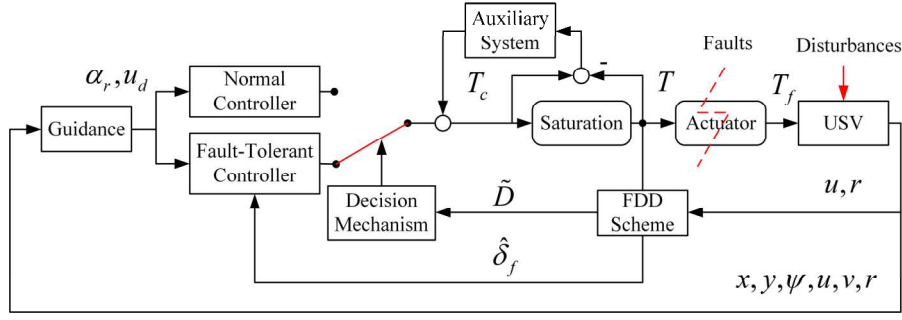 Auxiliary
System
Faults
Disturbances
α_r, u_d
Normal
Controller
T_c
-
T
T_f
Guidance
Saturation
Actuator
USV
Fault-Tolerant
Controller
Decision
Mechanism
D̃
FDD
Scheme
u, r
δ̂_f
x, y, ψ, u, v, r